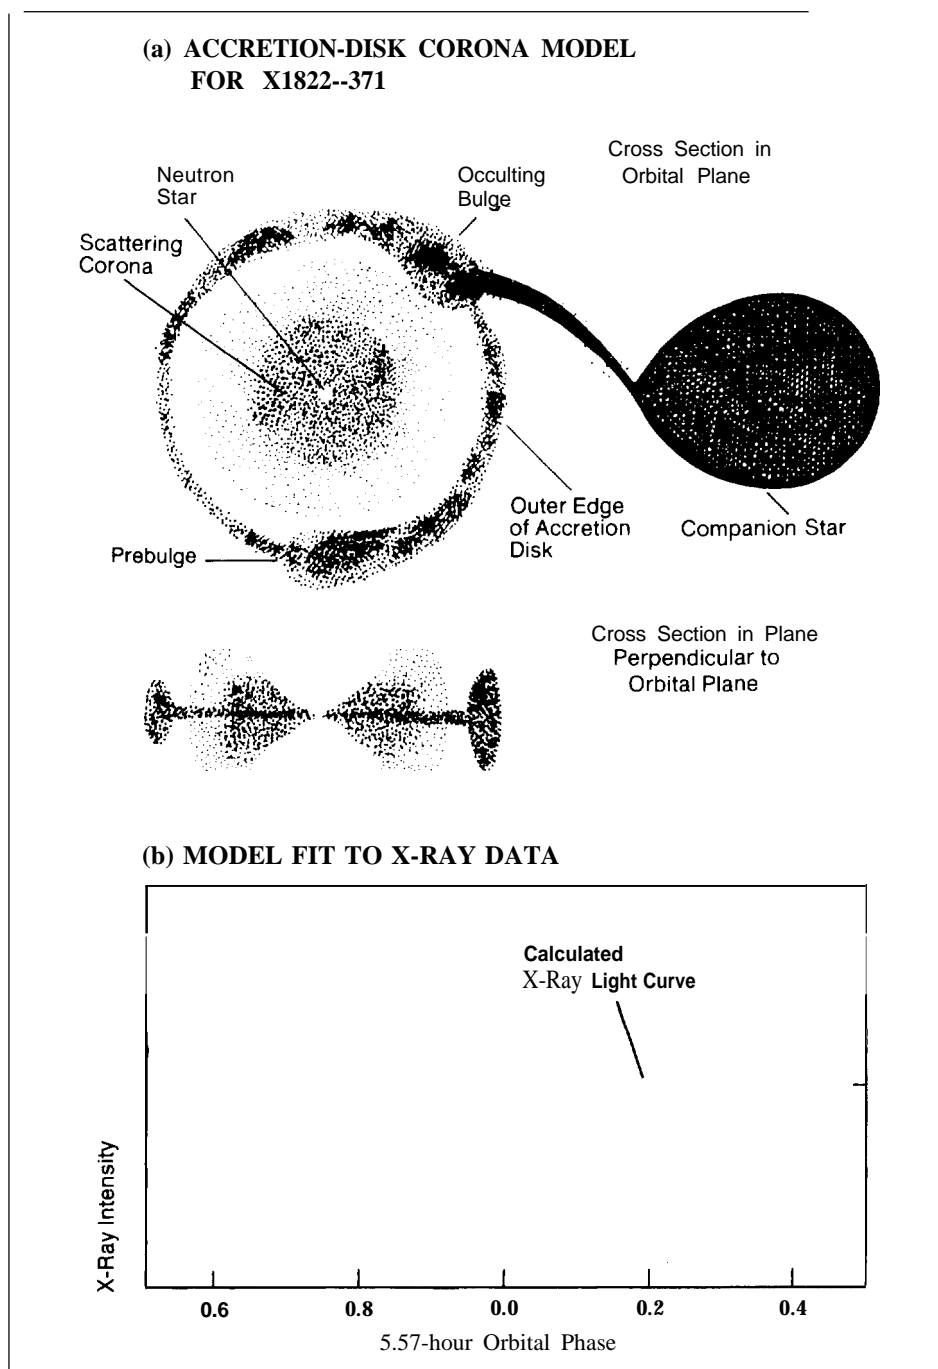 (a) ACCRETION-DISK CORONA MODEL
FOR X1822--371
Cross Section in
Orbital Plane
Neutron
Star
Occulting
Bulge
Scattering
Corona
Outer Edge
of Accretion
Disk
Companion Star
Prebulge
Cross Section in Plane
Perpendicular to
Orbital Plane
(b) MODEL FIT TO X-RAY DATA
Calculated
X-Ray Light Curve
X-Ray Intensity
0.6 0.8 0.0 0.2 0.4
5.57-hour Orbital Phase